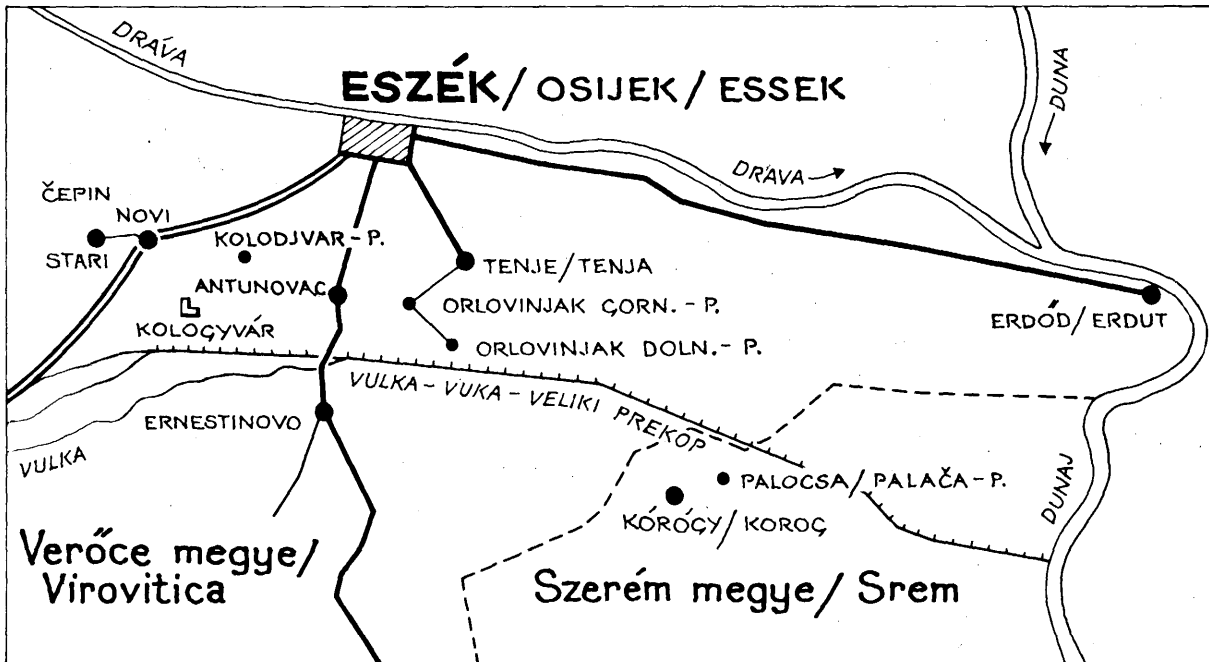 DRÁVA
DUNA
ESZÉK / OSIJEK / ESSEK
DRÁVA
ČEPIN
NOVI
STARI
KOLODJVAR-P.
TENJE/TENJA
ANTUNOVAC
ORLOVINJAK GORN.-P.
KOLOGYVÁR
ERDŐD/ERDUT
ORLOVINJAK DOLN.-P.
VULKA-VUKA-VELIKI PREKOP
ERNESTINOVO
VULKA
PALOCSA/PALAČA-P.
DUNAJ
KÓRÓGY/KOROG
Verőce megye/
Virovitica
Szerém megye/Srem